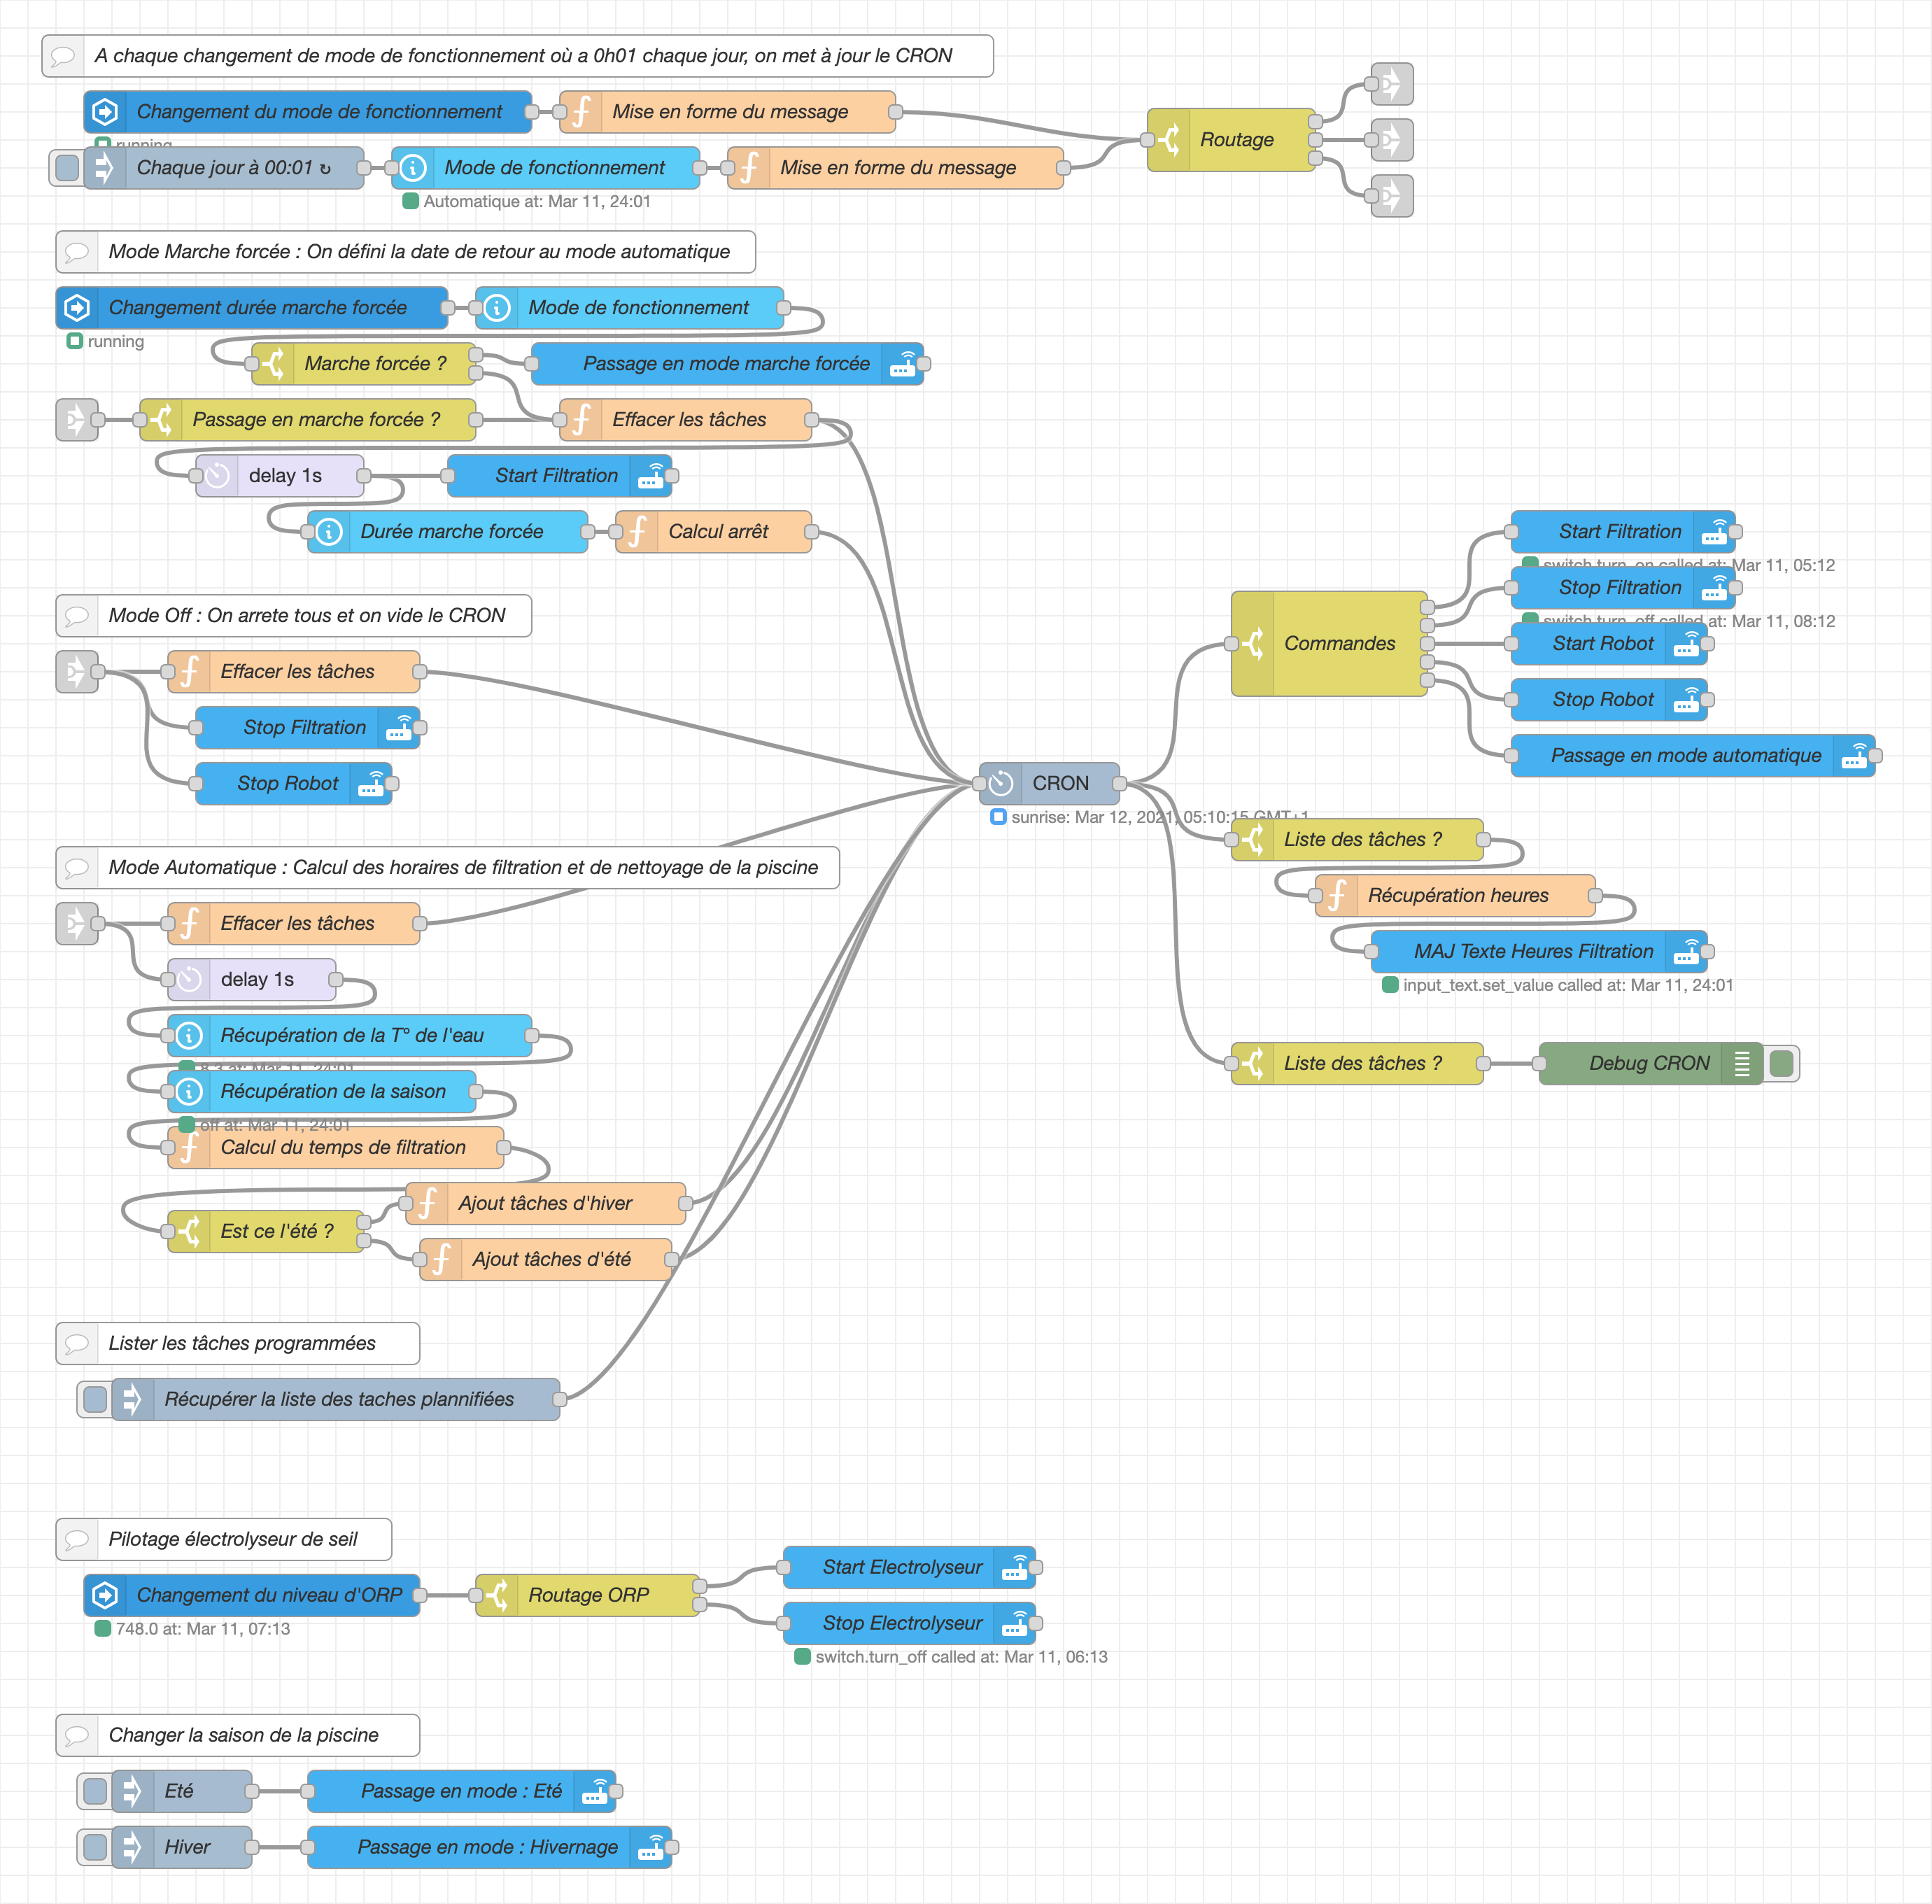 A chaque changement de mode de fonctionnement où a 0h01 chaque jour, on met à jour le CRON
Changement du mode de fonctionnement
Mise en forme du message
running
Chaque jour à 00:01 ↻
Mode de fonctionnement
Mise en forme du message
Automatique at: Mar 11, 24:01
Routage
Mode Marche forcée : On défini la date de retour au mode automatique
Changement durée marche forcée
Mode de fonctionnement
running
Marche forcée ?
Passage en mode marche forcée
Passage en marche forcée ?
Effacer les tâches
delay 1s
Start Filtration
Durée marche forcée
Calcul arrêt
Mode Off : On arrete tous et on vide le CRON
Effacer les tâches
Stop Filtration
Stop Robot
Mode Automatique : Calcul des horaires de filtration et de nettoyage de la piscine
Effacer les tâches
delay 1s
Récupération de la T° de l'eau
8.3 at: Mar 11, 24:01
Récupération de la saison
off at: Mar 11, 24:01
Calcul du temps de filtration
Ajout tâches d'hiver
Est ce l'été ?
Ajout tâches d'été
Lister les tâches programmées
Récupérer la liste des taches plannifiées
CRON
sunrise: Mar 12, 2021, 05:10:15 GMT+1
Commandes
Start Filtration
switch.turn_on called at: Mar 11, 05:12
Stop Filtration
switch.turn_off called at: Mar 11, 08:12
Start Robot
Stop Robot
Passage en mode automatique
Liste des tâches ?
Récupération heures
MAJ Texte Heures Filtration
input_text.set_value called at: Mar 11, 24:01
Liste des tâches ?
Debug CRON
Pilotage électrolyseur de seil
Changement du niveau d'ORP
748.0 at: Mar 11, 07:13
Routage ORP
Start Electrolyseur
Stop Electrolyseur
switch.turn_off called at: Mar 11, 06:13
Changer la saison de la piscine
Eté
Passage en mode : Eté
Hiver
Passage en mode : Hivernage